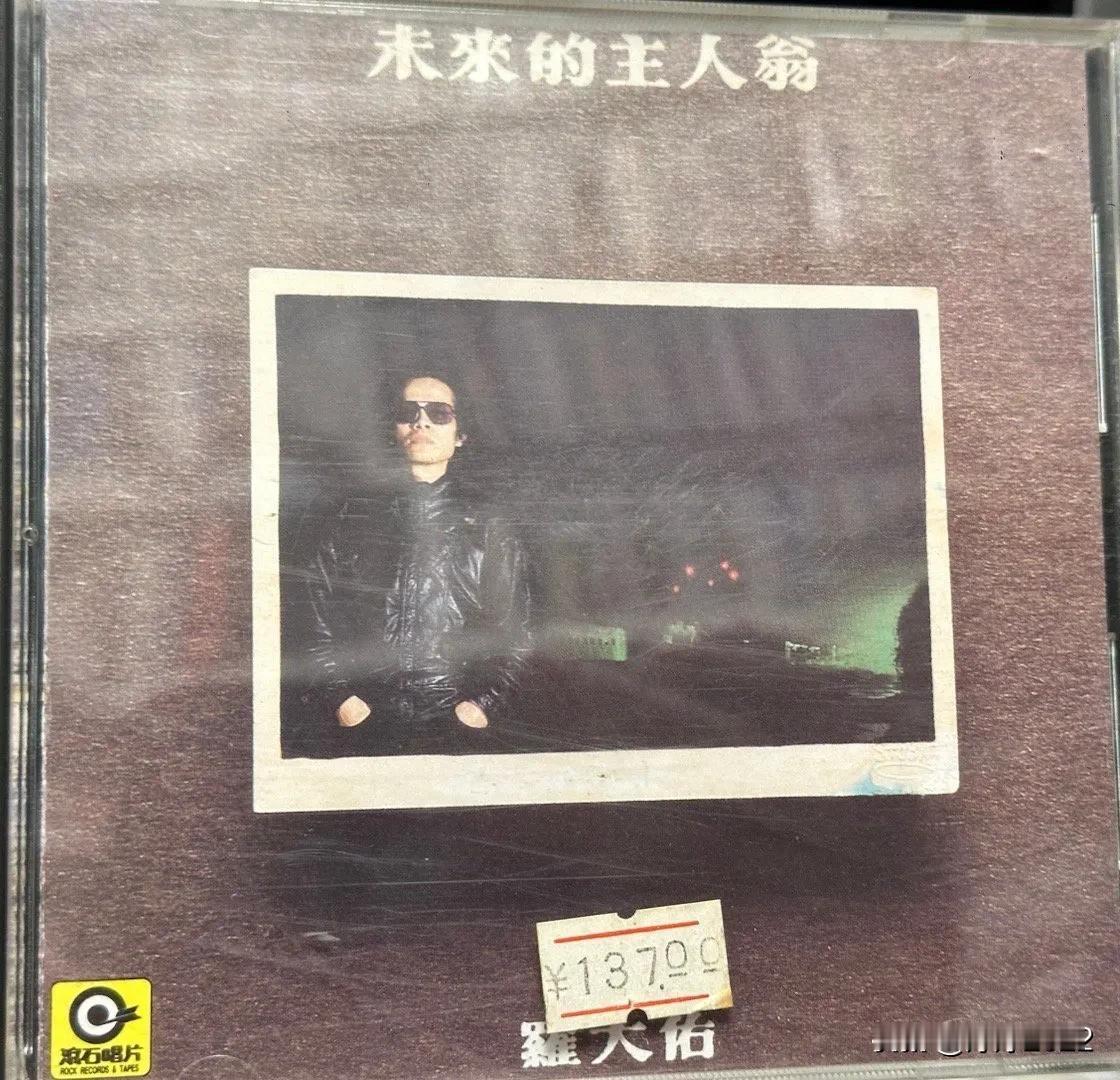 未來的主人翁
¥137.00
羅大佑
滾石唱片
ROCK RECORDS & TAPES